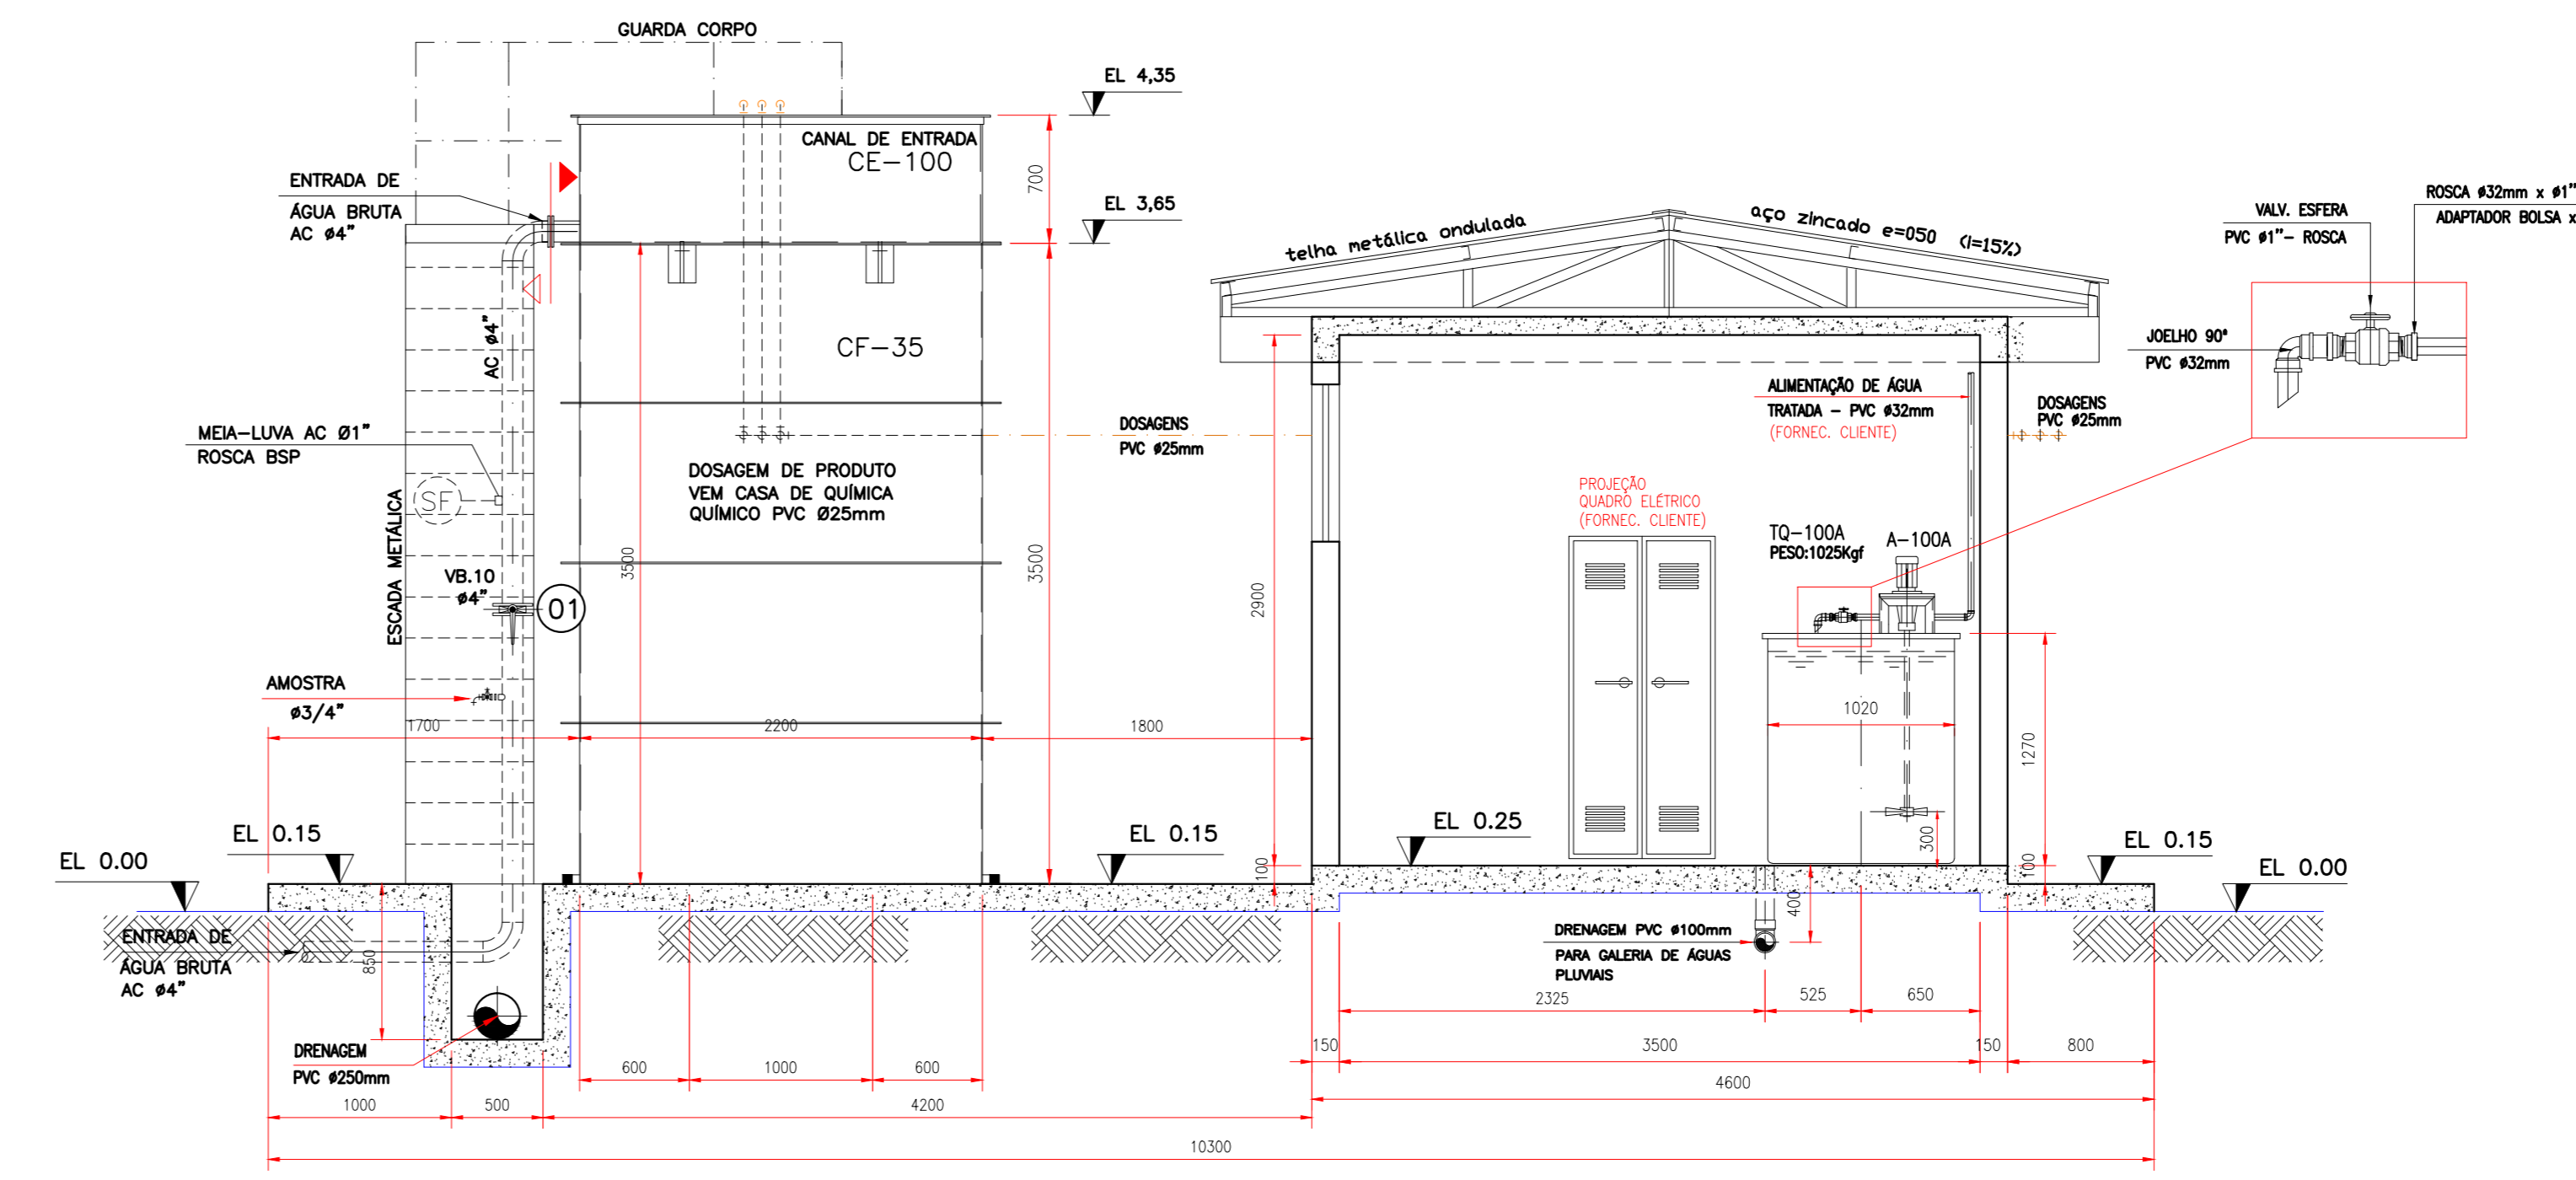 GUARDA CORPO
EL 4,35
CANAL DE ENTRADA
CE-100
700
ENTRADA DE
ÁGUA BRUTA
AC ø4"
EL 3,65
AC ø4"
CF-35
MEIA-LUVA AC Ø1"
ROSCA BSP
SF
ESCADA METÁLICA
DOSAGEM DE PRODUTO
VEM CASA DE QUÍMICA
QUÍMICO PVC Ø25mm
3500
3500
VB.10
ø4"
01
AMOSTRA
ø3/4"
1700
2200
1800
DOSAGENS
PVC ø25mm
telha metálica ondulada
aço zincado e=050 (i=15%)
VALV. ESFERA
PVC ø1"- ROSCA
ROSCA ø32mm x ø1"
ADAPTADOR BOLSA x
JOELHO 90°
PVC ø32mm
ALIMENTAÇÃO DE ÁGUA
TRATADA - PVC ø32mm
(FORNEC. CLIENTE)
DOSAGENS
PVC ø25mm
PROJEÇÃO
QUADRO ELÉTRICO
(FORNEC. CLIENTE)
TQ-100A
PESO:1025Kgf
A-100A
2900
1020
1270
300
100
100
EL 0.00
EL 0.15
EL 0.15
EL 0.25
EL 0.15
EL 0.00
ENTRADA DE
ÁGUA BRUTA
AC ø4"
850
DRENAGEM
PVC ø250mm
400
DRENAGEM PVC ø100mm
PARA GALERIA DE ÁGUAS
PLUVIAIS
2325
525
650
150
3500
150
800
600
1000
600
4600
1000
500
4200
10300